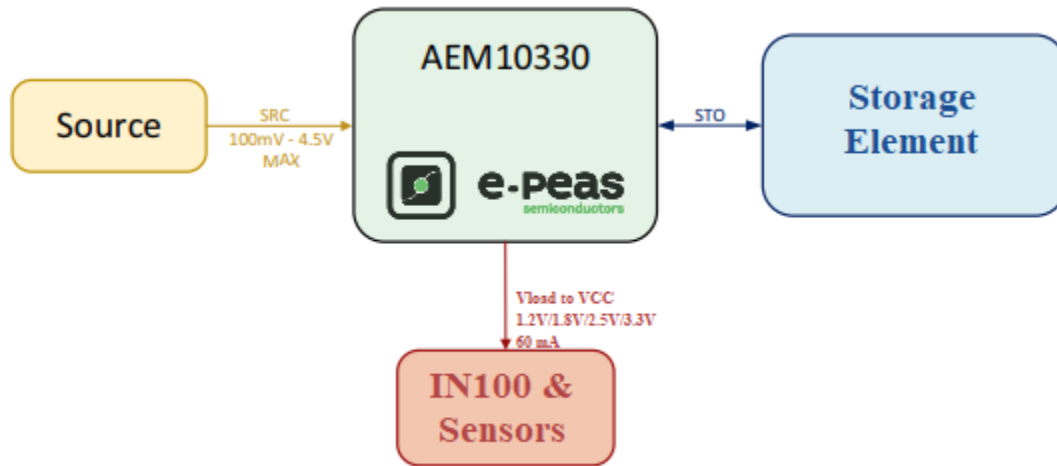 AEM10330
Source
SRC
100mV - 4.5V
MAX
STO
Storage
Element
e-peas
semiconductors
Vload to VCC
1.2V/1.8V/2.5V/3.3V
60 mA
IN100 &
Sensors